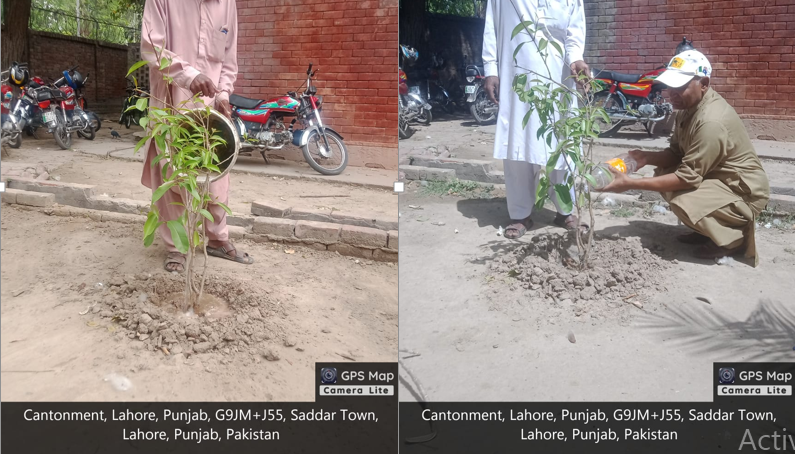 GPS Map
Camera Lite
Cantonment, Lahore, Punjab, G9JM+J55, Saddar Town,
Lahore, Punjab, Pakistan
GPS Map
Camera Lite
Cantonment, Lahore, Punjab, G9JM+J55, Saddar Town,
Lahore, Punjab, Pakistan
Activ